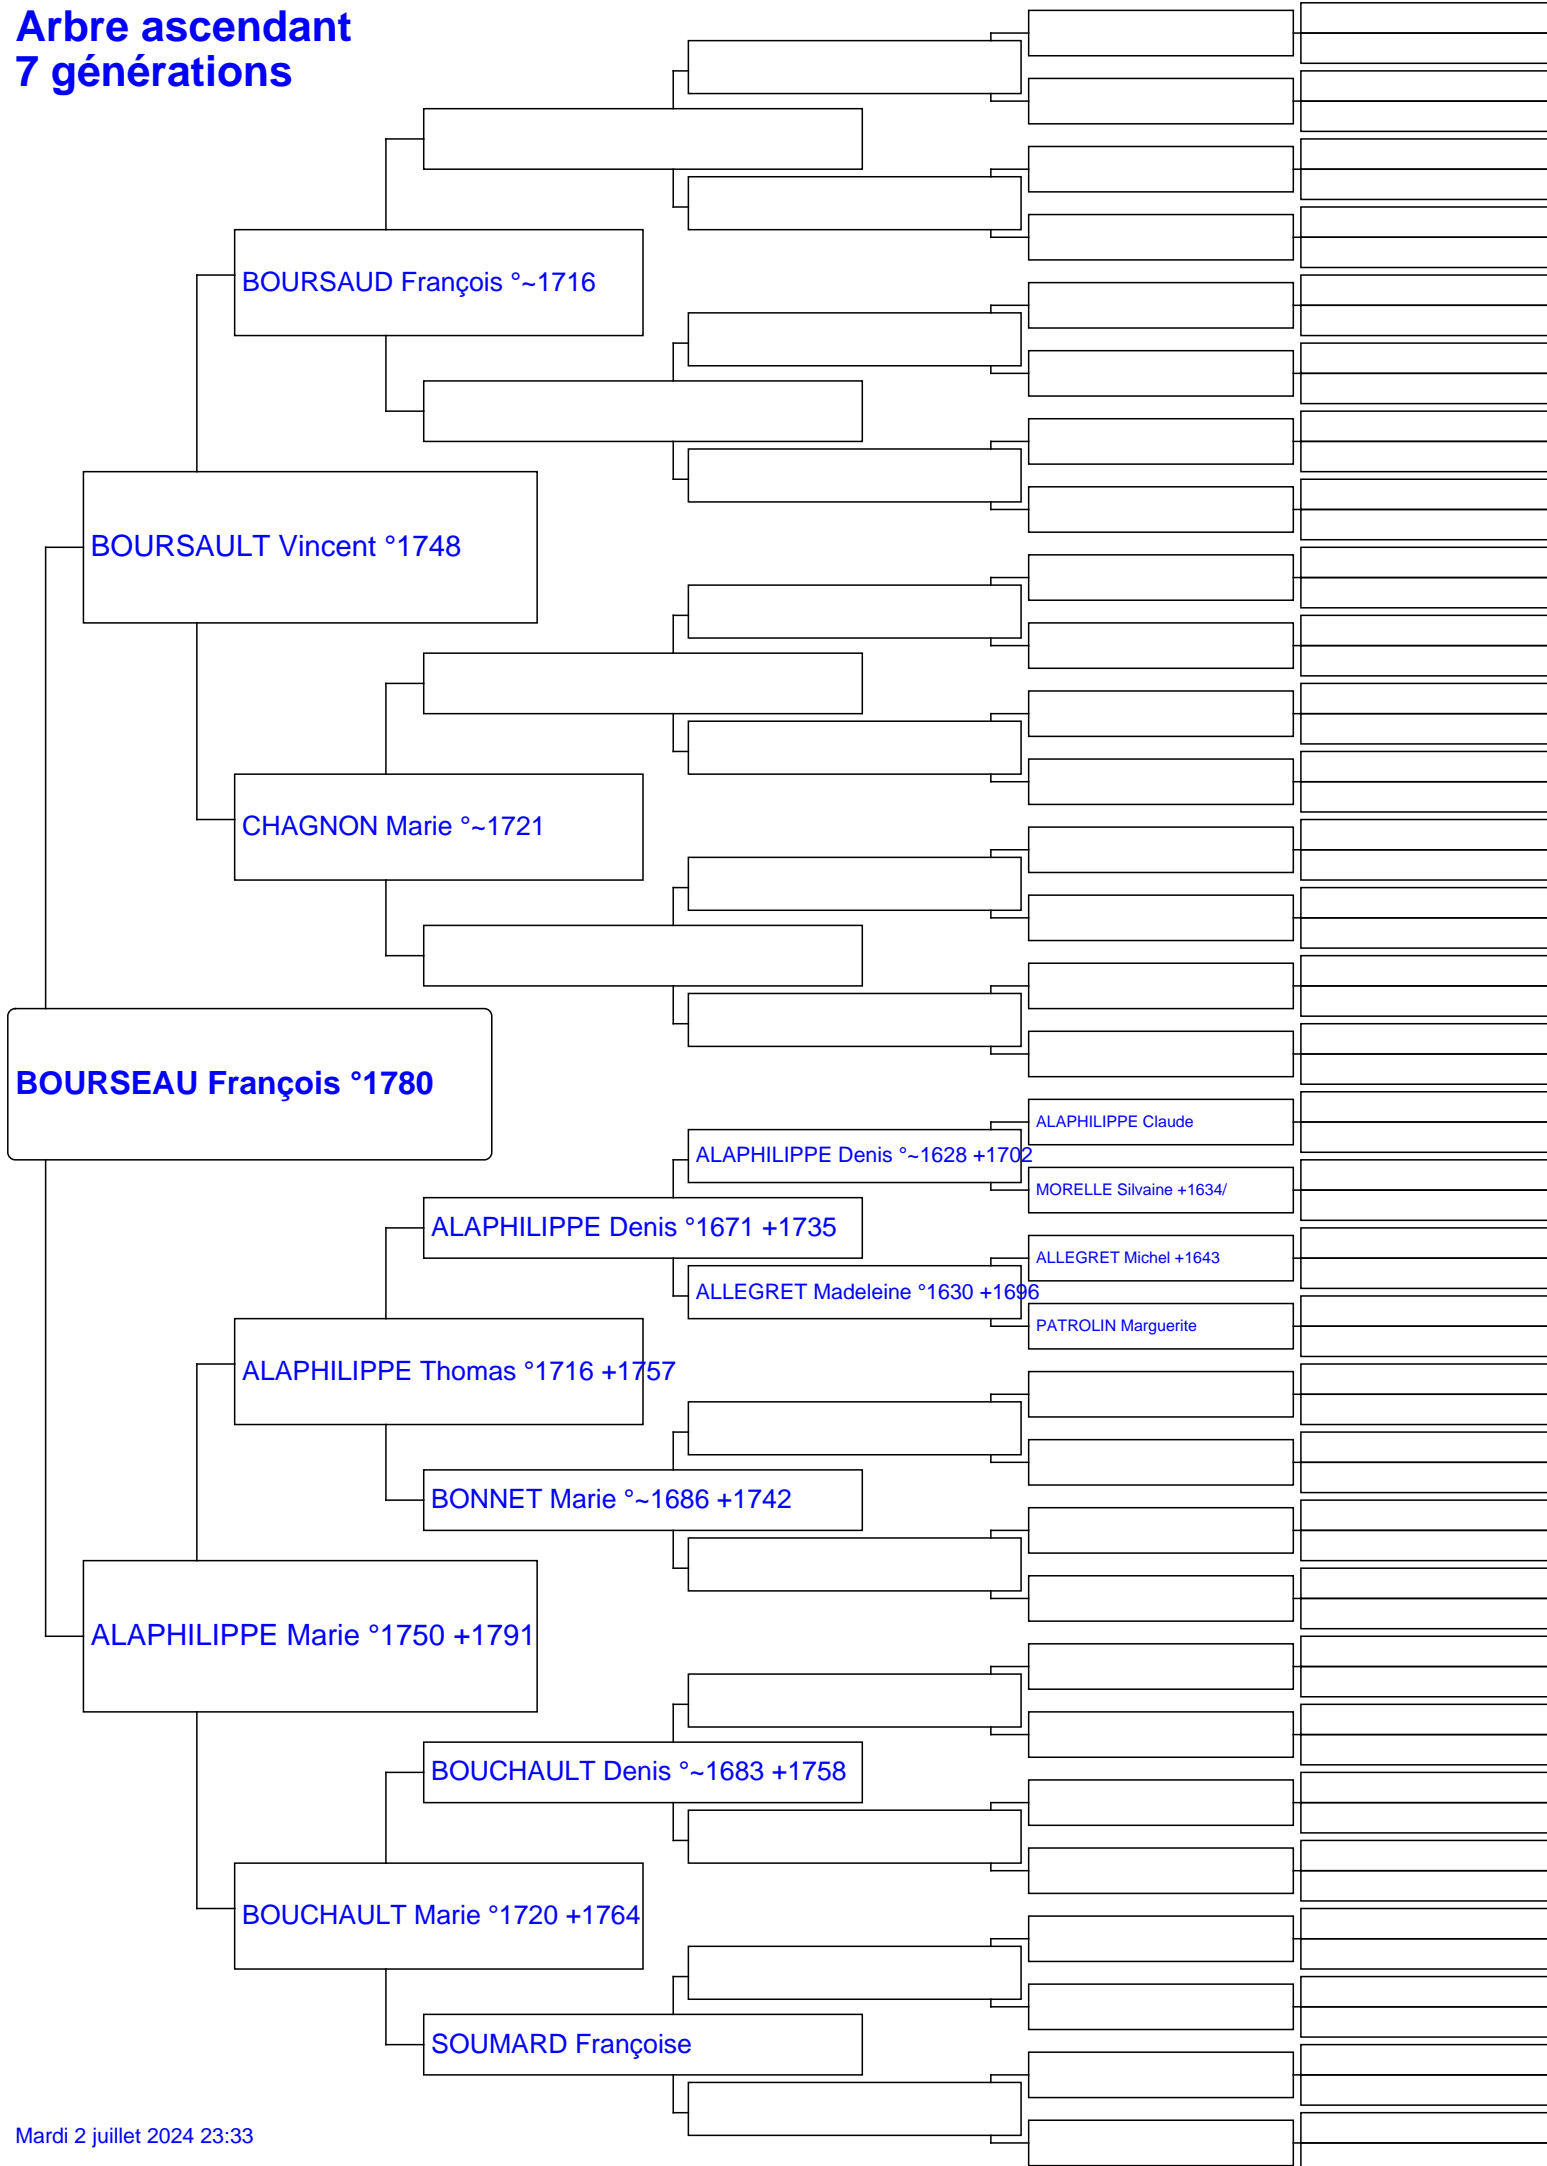 Arbre ascendant
7 générations
BOURSAUD François °~1716
BOURSAULT Vincent °1748
CHAGNON Marie °~1721
BOURSEAU François °1780
ALAPHILIPPE Claude
ALAPHILIPPE Denis °~1628 +1702
MORELLE Silvaine +1634/
ALAPHILIPPE Denis °1671 +1735
ALLEGRET Michel +1643
ALLEGRET Madeleine °1630 +1696
PATROLIN Marguerite
ALAPHILIPPE Thomas °1716 +1757
BONNET Marie °~1686 +1742
ALAPHILIPPE Marie °1750 +1791
BOUCHAULT Denis °~1683 +1758
BOUCHAULT Marie °1720 +1764
SOUMARD Françoise
Mardi 2 juillet 2024 23:33